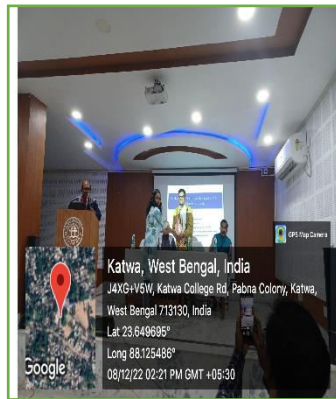 GPS Map Camera
Katwa, West Bengal, India
J4XG+V5W, Katwa College Rd, Pabna Colony, Katwa,
West Bengal 713130, India
Lat 23.649695°
Long 88.125486°
08/12/22 02:21 PM GMT +05:30
Google